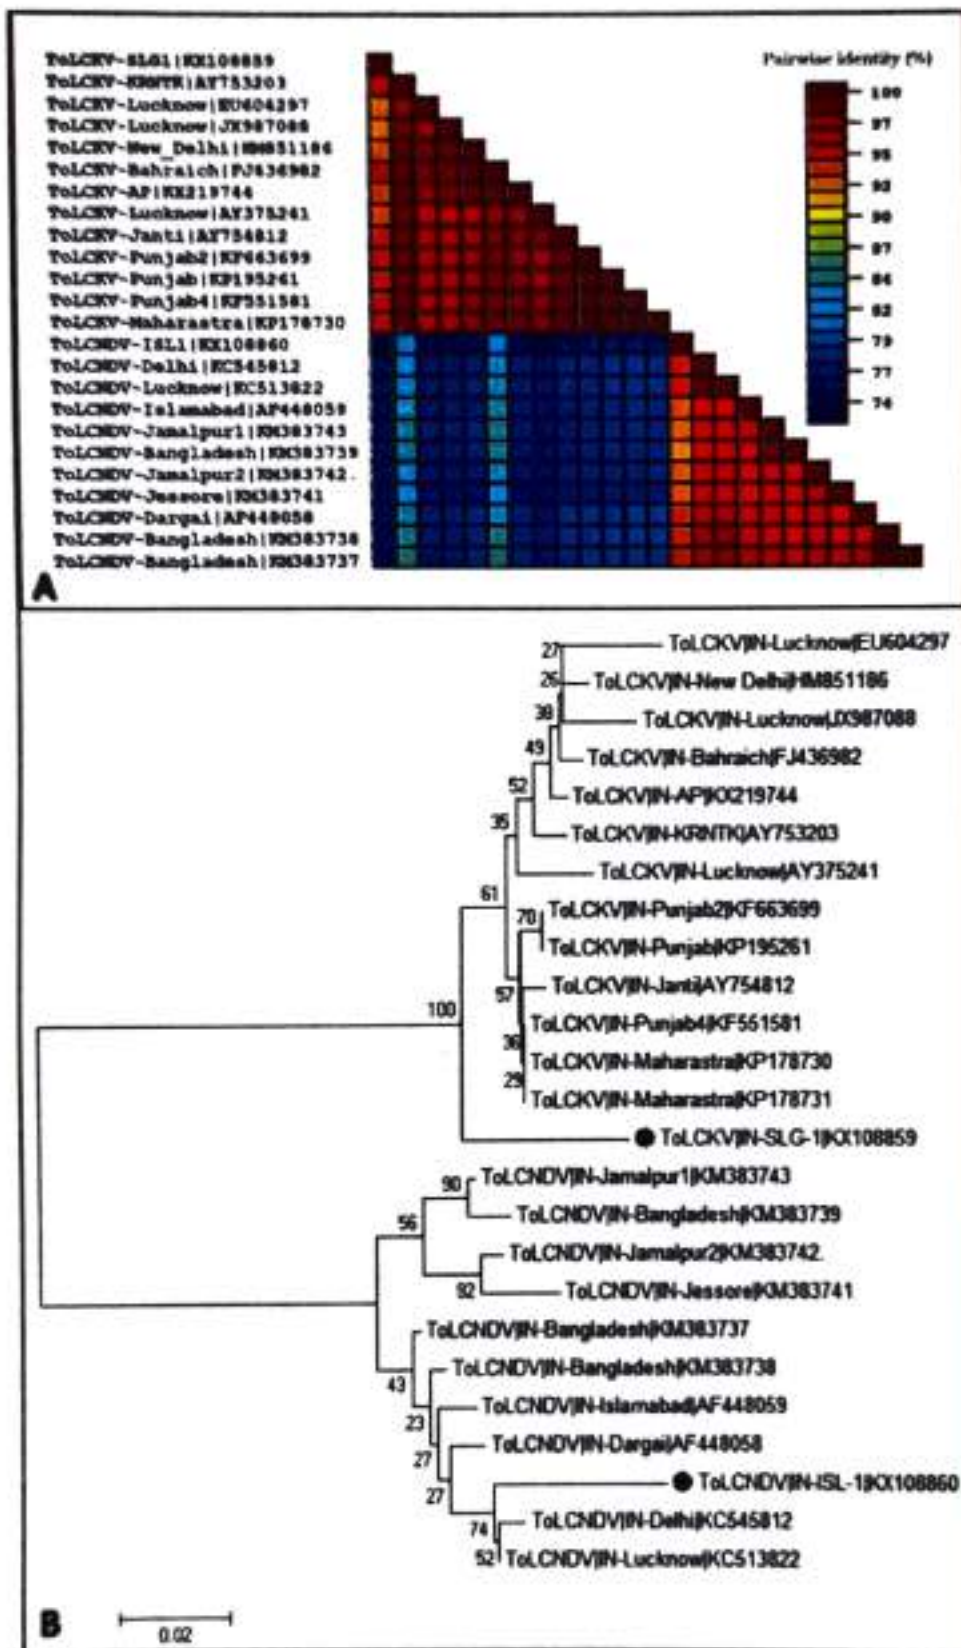 Pairwise identity (%)
ToLCKV-SLG1|KX108859
ToLCKV-KRNTK|AY753203
ToLCKV-Lucknow|EU604297
ToLCKV-Lucknow|JX987088
ToLCKV-New_Delhi|HM851186
ToLCKV-Bahraich|FJ436982
ToLCKV-AP|KX219744
ToLCKV-Lucknow|AY375241
ToLCKV-Janti|AY754812
ToLCKV-Punjab2|KF663699
ToLCKV-Punjab|KP195261
ToLCKV-Punjab4|KF551581
ToLCKV-Maharastra|KP178730
ToLCNDV-ISL1|KX108860
ToLCNDV-Delhi|KC545812
ToLCNDV-Lucknow|KC513822
ToLCNDV-Islamabad|AF448059
ToLCNDV-Jamalpur1|KM383743
ToLCNDV-Bangladesh|KM383739
ToLCNDV-Jamalpur2|KM383742.
ToLCNDV-Jessore|KM383741
ToLCNDV-Dargai|AF448058
ToLCNDV-Bangladesh|KM383738
ToLCNDV-Bangladesh|KM383737
100
97
95
92
90
87
84
82
79
77
74
A
ToLCKV|IN-Lucknow|EU604297
27
ToLCKV|IN-New Delhi|HM851186
26
ToLCKV|IN-Lucknow|JX987088
38
ToLCKV|IN-Bahraich|FJ436982
49
ToLCKV|IN-AP|KX219744
52
ToLCKV|IN-KRNTK|AY753203
35
ToLCKV|IN-Lucknow|AY375241
61
ToLCKV|IN-Punjab2|KF663699
70
ToLCKV|IN-Punjab|KP195261
ToLCKV|IN-Janti|AY754812
57
100
ToLCKV|IN-Punjab4|KF551581
36
ToLCKV|IN-Maharastra|KP178730
29
ToLCKV|IN-Maharastra|KP178731
ToLCKV|IN-SLG-1|KX108859
ToLCNDV|IN-Jamalpur1|KM383743
90
ToLCNDV|IN-Bangladesh|KM383739
56
ToLCNDV|IN-Jamalpur2|KM383742.
92
ToLCNDV|IN-Jessore|KM383741
ToLCNDV|IN-Bangladesh|KM383737
ToLCNDV|IN-Bangladesh|KM383738
43
ToLCNDV|IN-Islamabad|AF448059
23
ToLCNDV|IN-Dargai|AF448058
27
ToLCNDV|IN-ISL-1|KX108860
27
ToLCNDV|IN-Delhi|KC545812
74
ToLCNDV|IN-Lucknow|KC513822
52
B
0.02